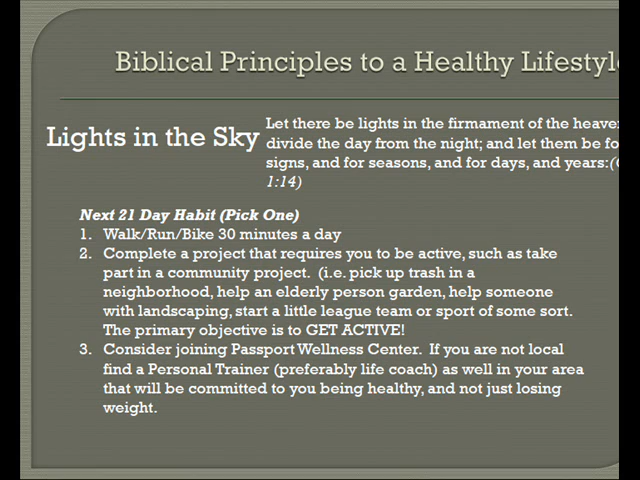 Biblical Principles to a Healthy
Lights in the Sky
Let there be lights in the firmament of the
divide the day from the night; and let them be
signs, and for seasons, and for days, and years:
1:14)
Next 21 Day Habit (Pick One)
1. Walk/Run/Bike 30 minutes a day
2. Complete a project that requires you to be active, such as take
part in a community project. (i.e. pick up trash in a
neighborhood, help an elderly person garden, help someone
with landscaping, start a little league team or sport of some sort.
The primary objective is to GET ACTIVE!
3. Consider joining Passport Wellness Center. If you are not local
find a Personal Trainer (preferably life coach) as well in your area
that will be committed to you being healthy, and not just losing
weight.